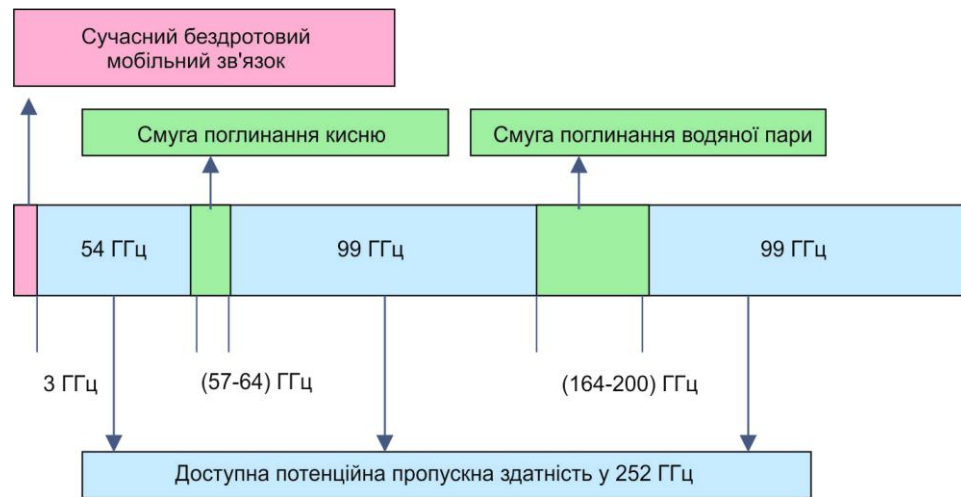 Сучасний бездротовий
мобільний зв'язок
Смуга поглинання кисню
Смуга поглинання водяної пари
54 ГГц
99 ГГц
99 ГГц
3 ГГц
(57-64) ГГц
(164-200) ГГц
Доступна потенційна пропускна здатність у 252 ГГц